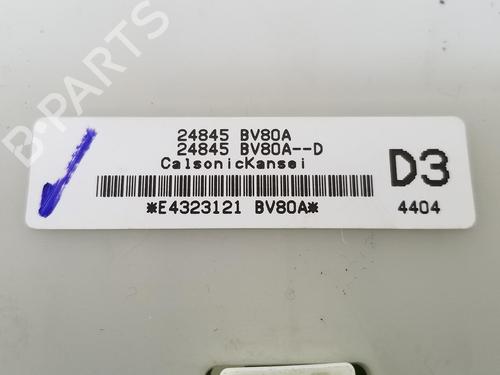 24845 BV80A
24845 BV80A--D
CalsonicKansei
*E4323121 BV80A*
D3
4404
B-PARTS